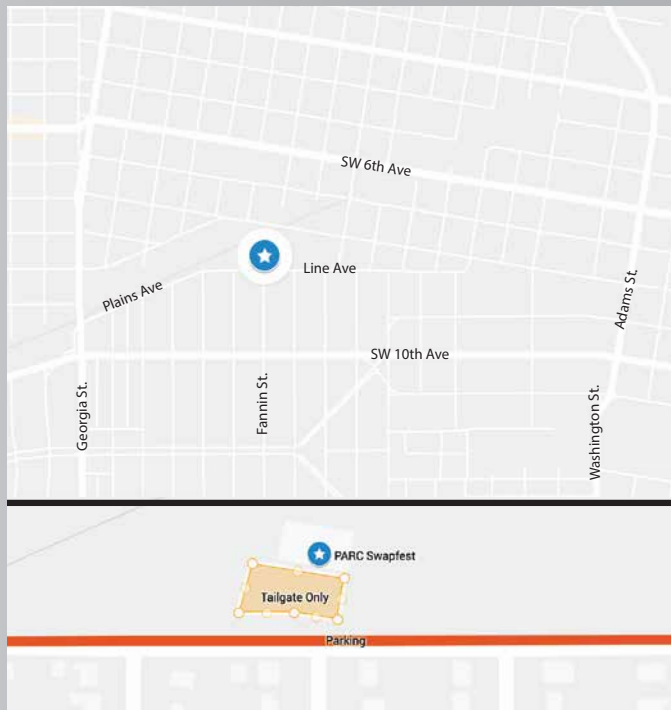 SW 6th Ave
Line Ave
Plains Ave
Adams St.
SW 10th Ave
Georgia St.
Fannin St.
Washington St.
PARC Swapfest
Tailgate Only
Parking